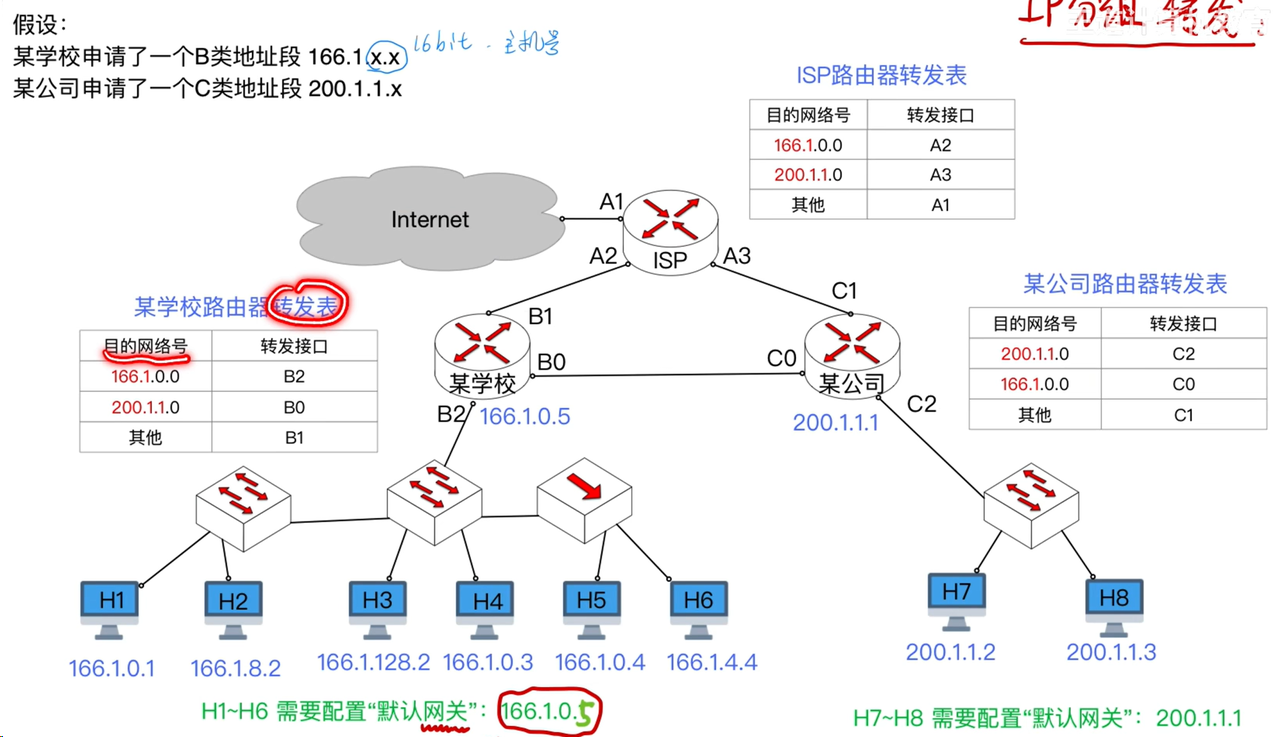 IP分组 转发
假设：
某学校申请了一个B类地址段 166.1.x.x
16bit. 主机号
某公司申请了一个C类地址段 200.1.1.x
ISP路由器转发表
目的网络号 转发接口
166.1.0.0 A2
200.1.1.0 A3
其他 A1
Internet
A1
ISP
A2
A3
某学校路由器转发表
目的网络号 转发接口
166.1.0.0 B2
200.1.1.0 B0
其他 B1
某公司路由器转发表
目的网络号 转发接口
200.1.1.0 C2
166.1.0.0 C0
其他 C1
B1
某学校
B0
B2
166.1.0.5
C1
C0
某公司
C2
200.1.1.1
H1
H2
H3
H4
H5
H6
H7
H8
166.1.0.1
166.1.8.2
166.1.128.2
166.1.0.3
166.1.0.4
166.1.4.4
200.1.1.2
200.1.1.3
H1~H6 需要配置“默认网关”：166.1.0.5
H7~H8 需要配置“默认网关”：200.1.1.1